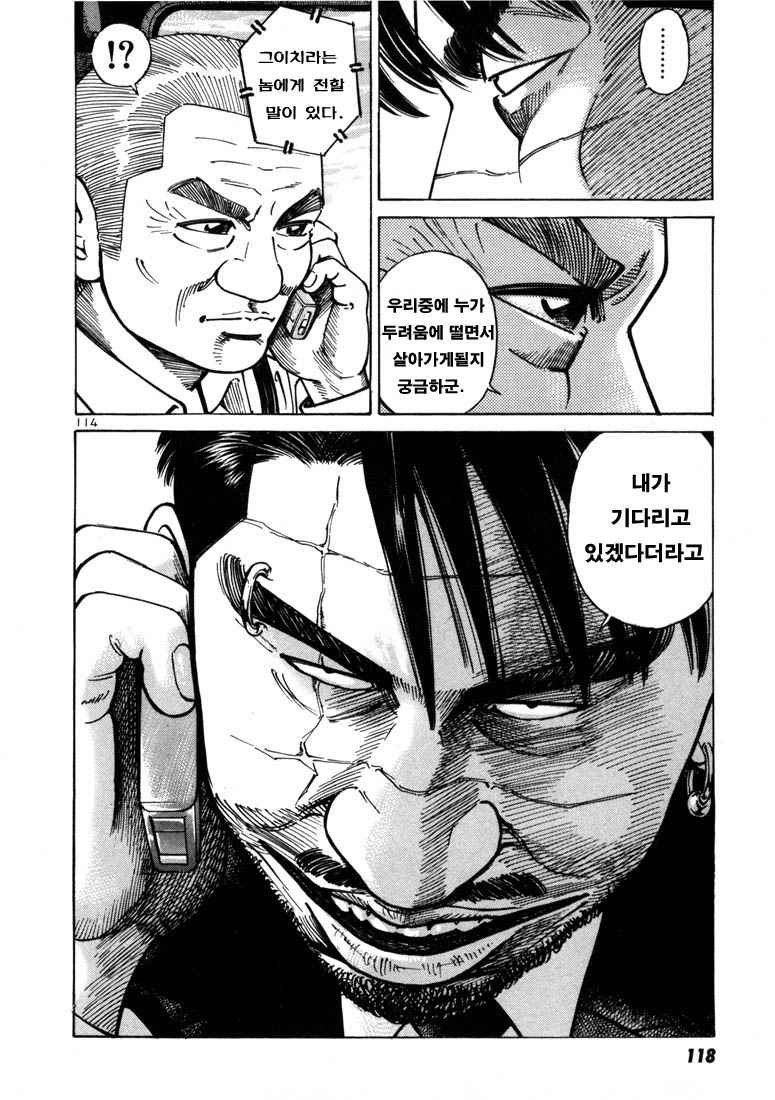 ………
그이치라는
놈에게 전할
말이 있다.
!?
우리중에 누가
두려움에 떨면서
살아가게될지
궁금하군.
114
내가
기다리고
있겠다더라고
118